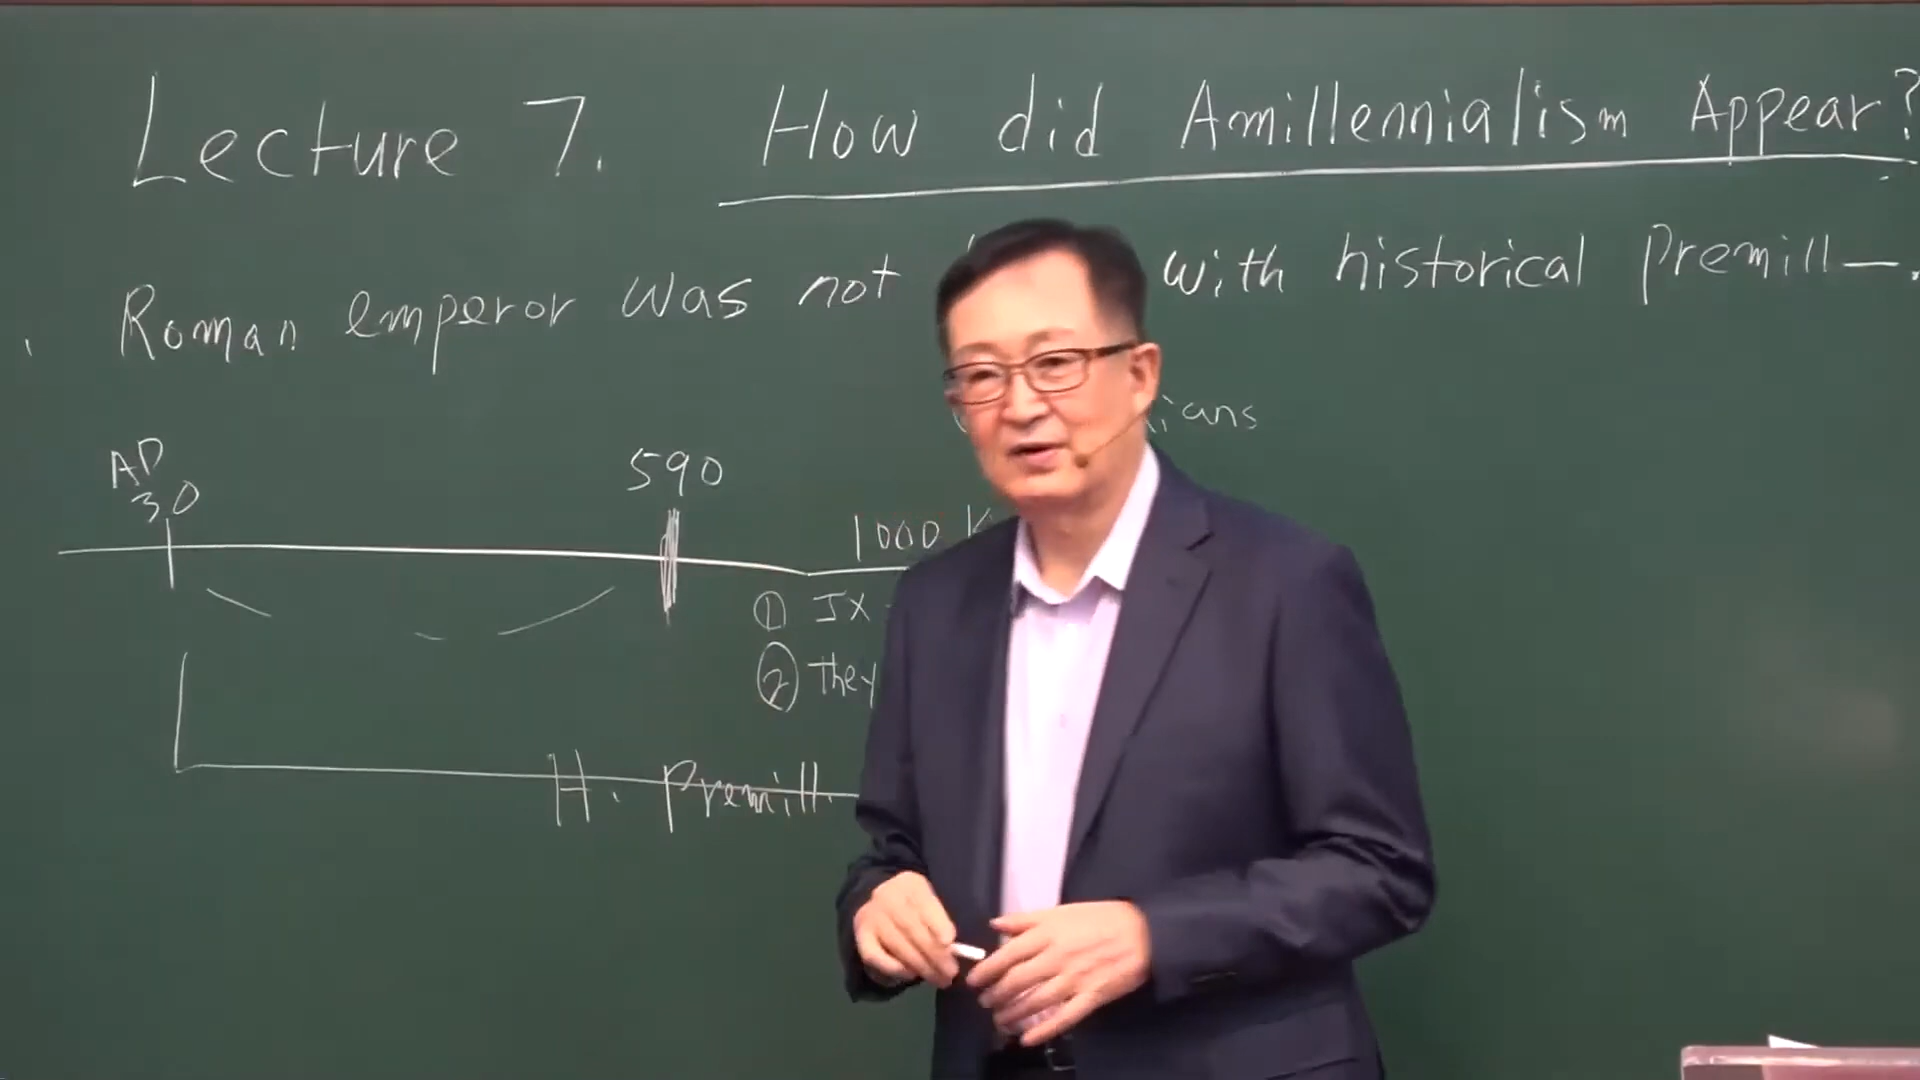 Lecture 7. How did Amillennialism Appear?
Roman emperor was not with historical premill—.
AD
30
590
1000
① JX
② They
H. Premill.